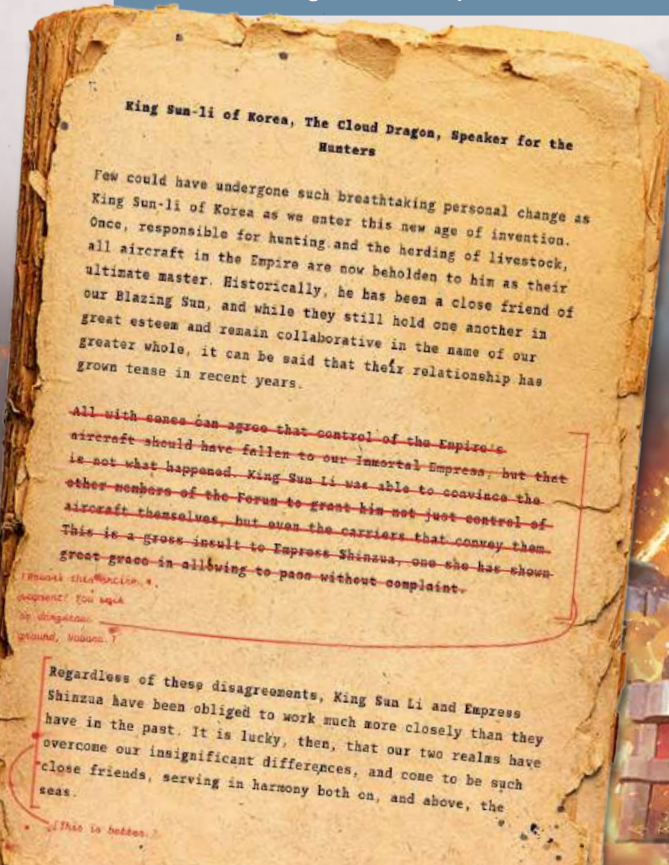 King Sun-li of Korea, The Cloud Dragon, Speaker for the
Hunters
Few could have undergone such breathtaking personal change as
King Sun-li of Korea as we enter this new age of invention.
Once, responsible for hunting and the herding of livestock,
all aircraft in the Empire are now beholden to him as their
ultimate master. Historically, he has been a close friend of
our Blazing Sun, and while they still hold one another in
great esteem and remain collaborative in the name of our
greater whole, it can be said that their relationship has
grown tense in recent years.
All with sense can agree that control of the Empire's
aircraft should have fallen to our Immortal Empress, but that
is not what happened. King Sun Li was able to convince the
other members of the Forum to grant him not just control of
aircraft themselves, but even the carriers that convey them.
This is a gross insult to Empress Shinzua, one she has shown
great grace in allowing to pass without complaint.
this entire
You walk
on dangerous
ground,
Regardless of these disagreements, King Sun Li and Empress
Shinzua have been obliged to work much more closely than they
have in the past. It is lucky, then, that our two realms have
overcome our insignificant differences, and come to be such
close friends, serving in harmony both on, and above, the
seas.
[This is better.]